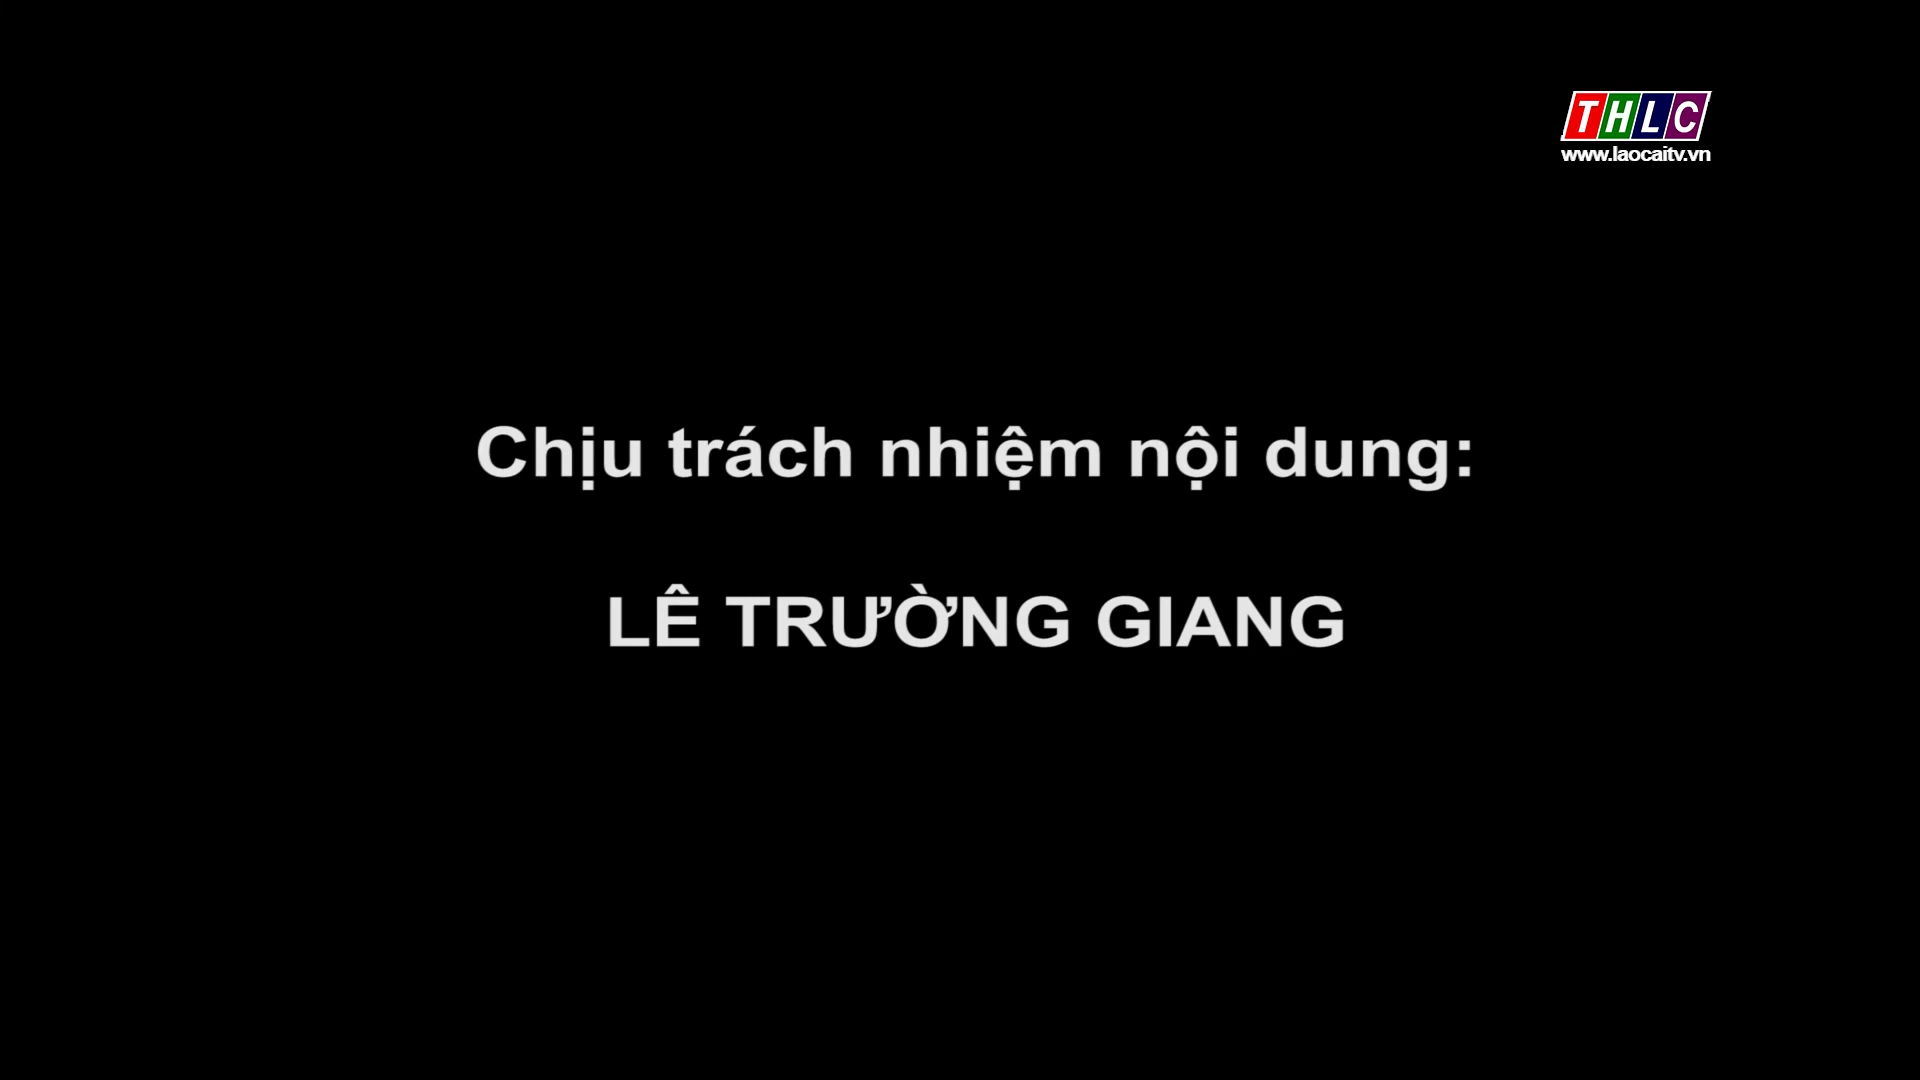 THLC
www.laocaitv.vn
Chịu trách nhiệm nội dung:
LÊ TRƯỜNG GIANG